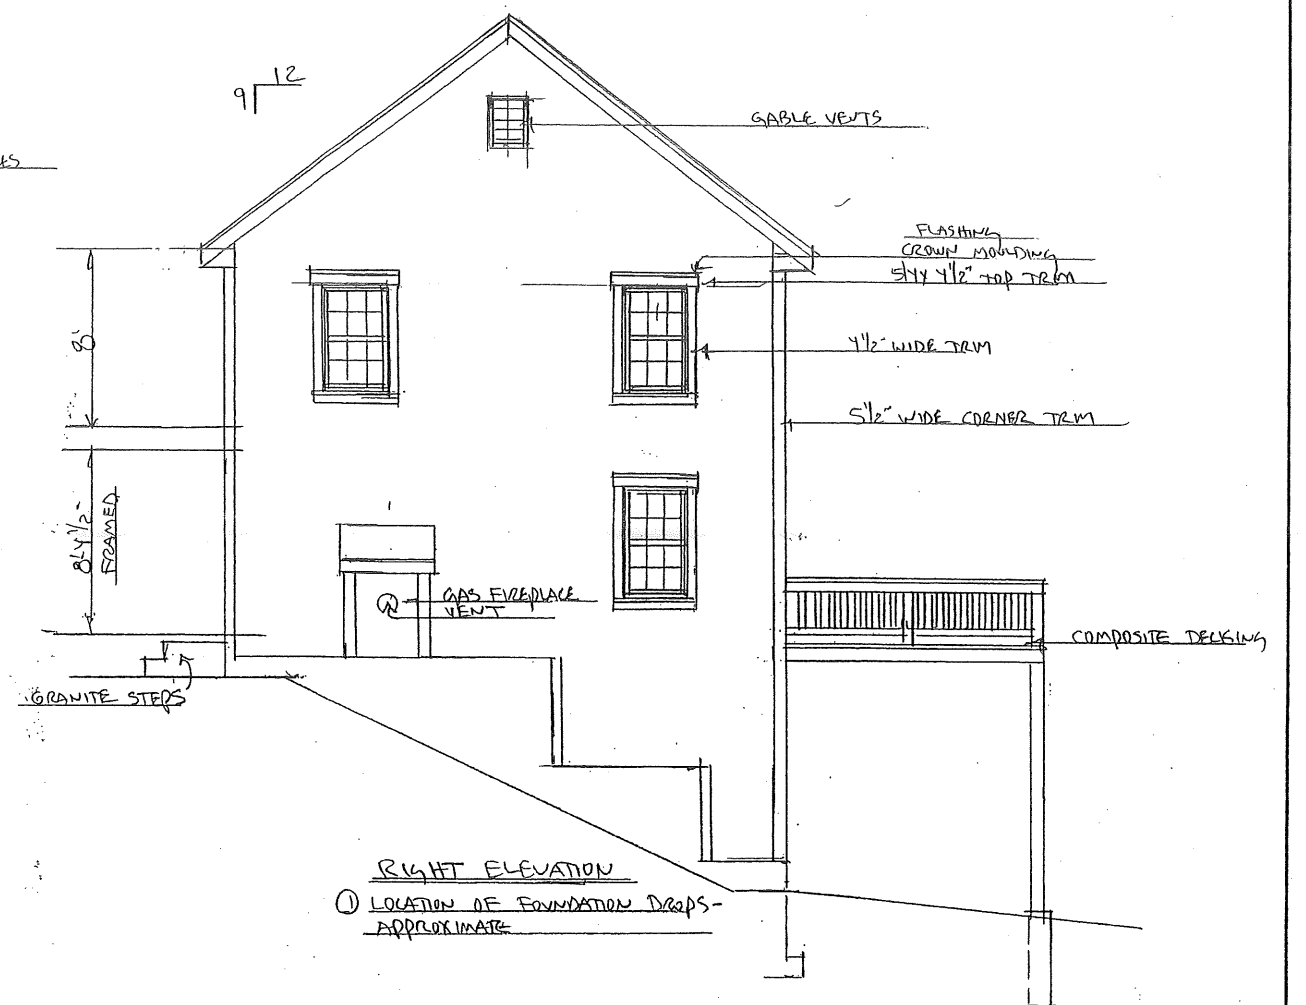 12
9
GABLE VENTS
FLASHING
CROWN MOULDING
5/4X 4 1/2" TOP TRIM
8'
4 1/2" WIDE TRIM
5 1/2" WIDE CORNER TRIM
8'-4 1/2"
FRAMED
GAS FIREPLACE
VENT
COMPOSITE DECKING
GRANITE STEPS
RIGHT ELEVATION
① LOCATION OF FOUNDATION DROPS-
APPROXIMATE